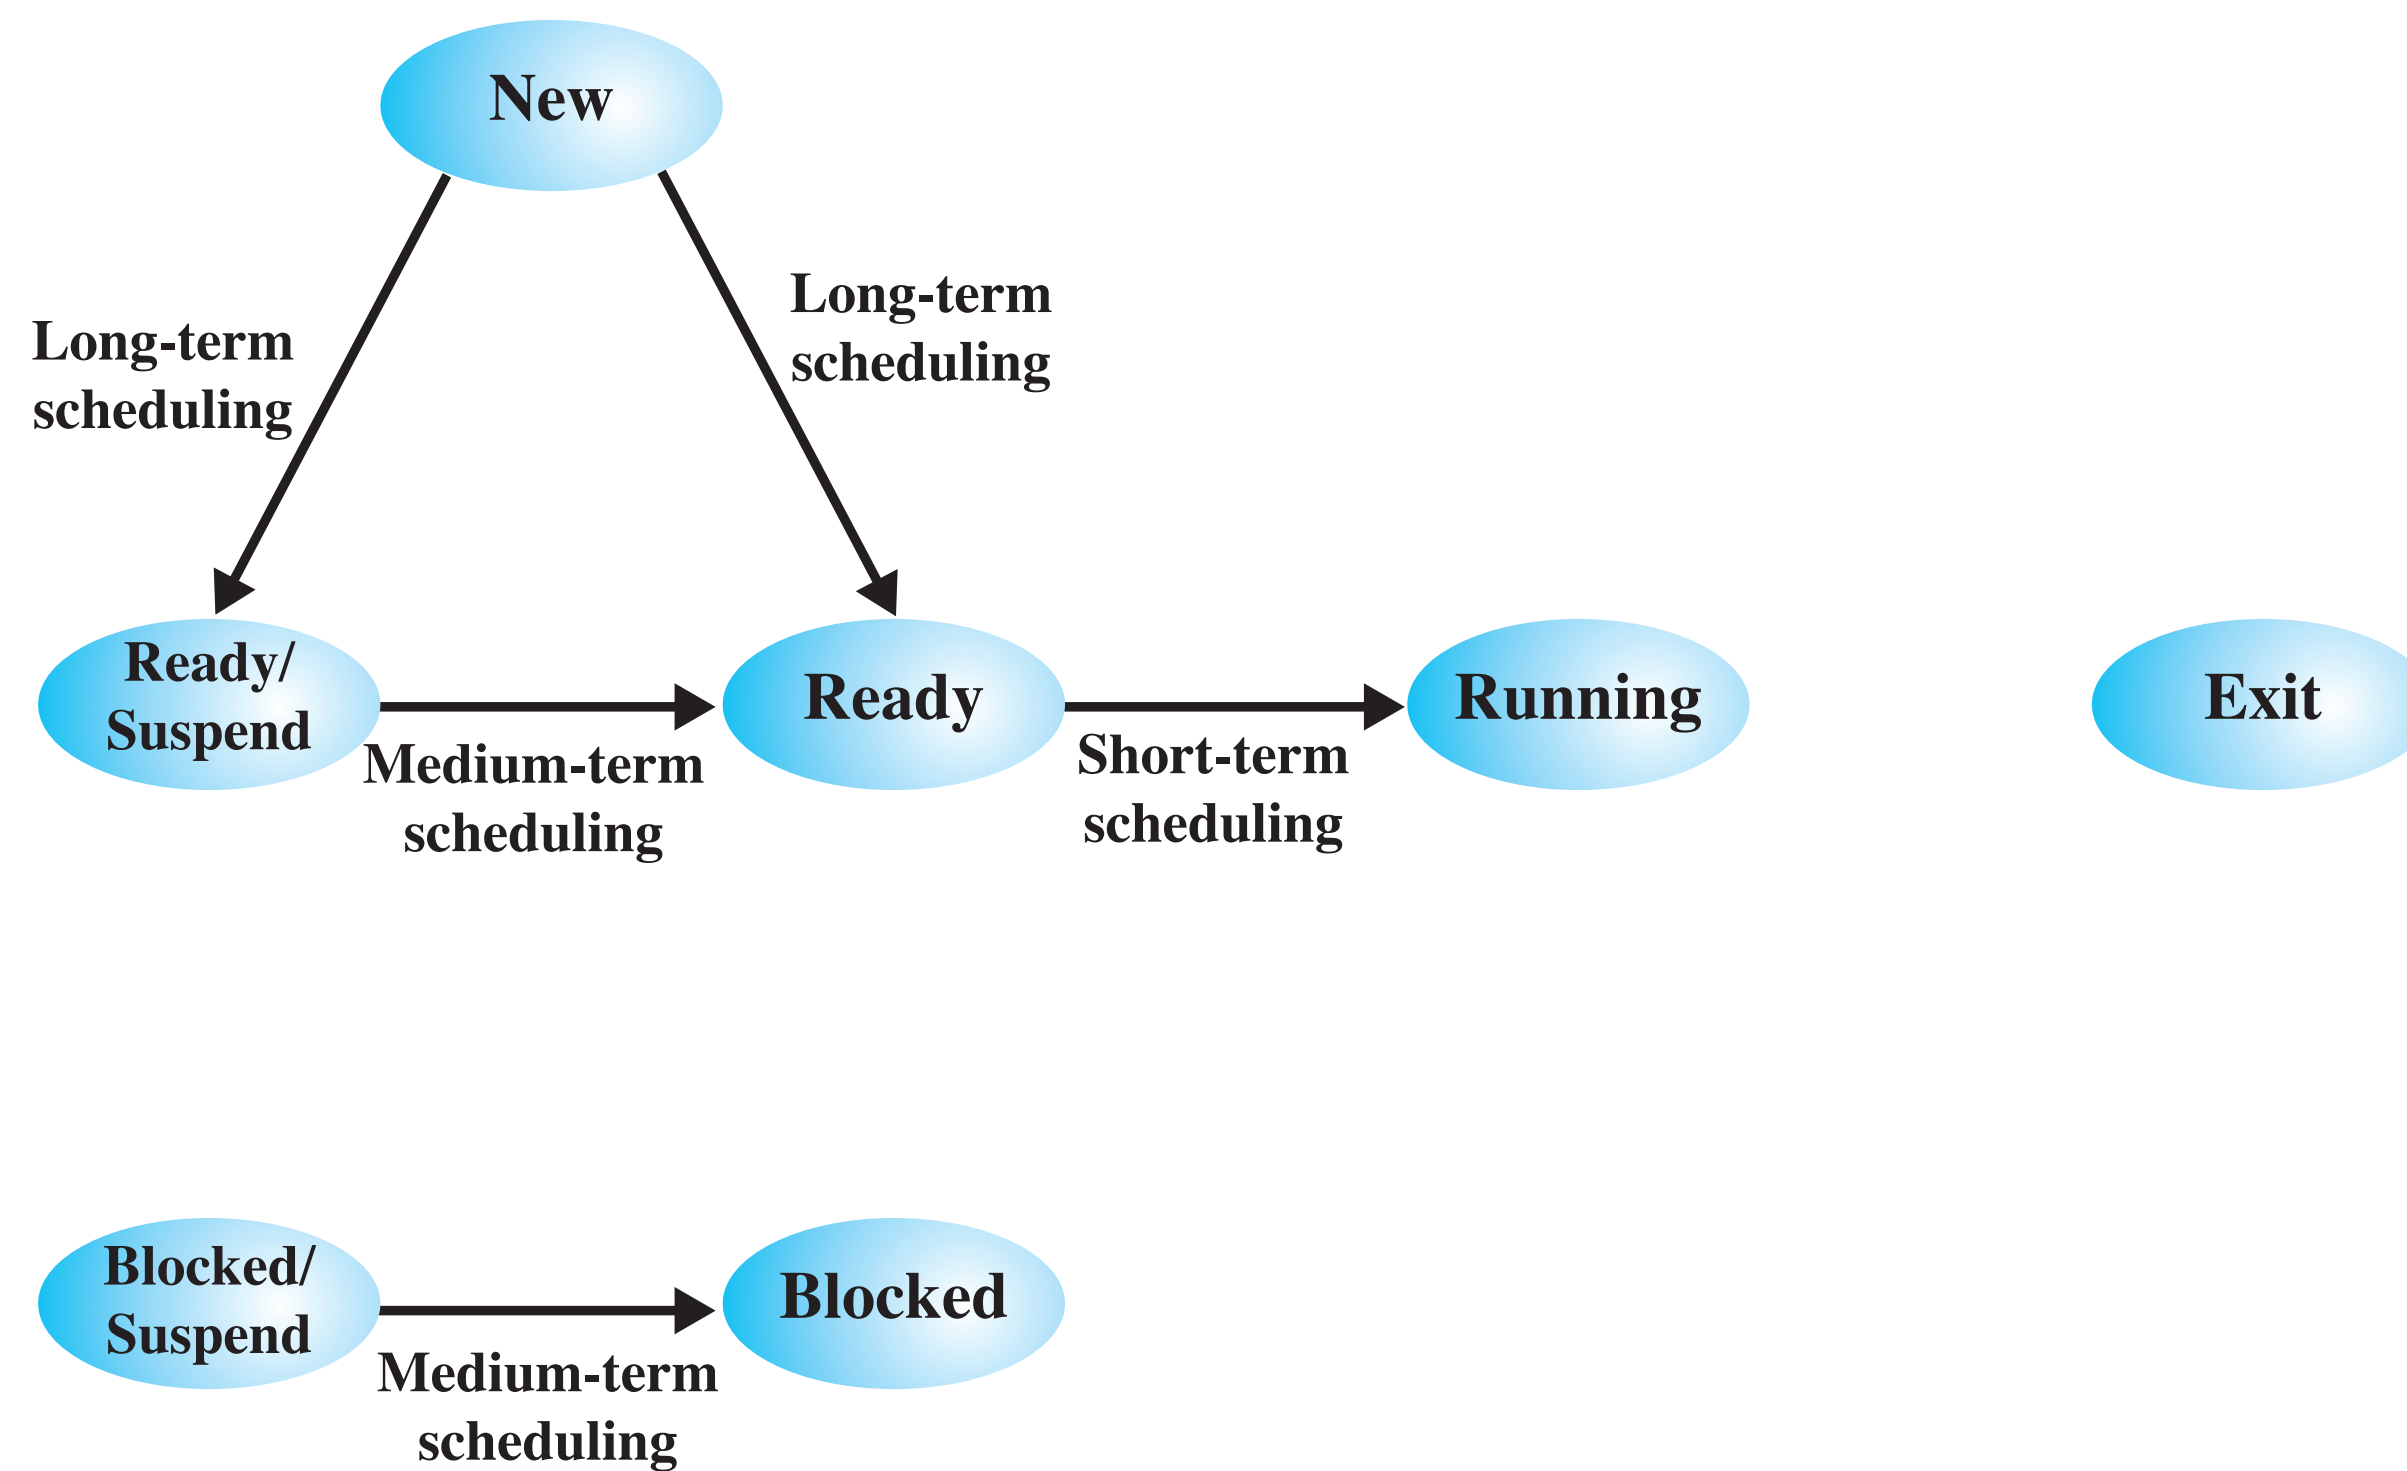 New
Long-term
scheduling
Long-term
scheduling
Ready/
Suspend
Medium-term
scheduling
Ready
Short-term
scheduling
Running
Exit
Blocked/
Suspend
Medium-term
scheduling
Blocked